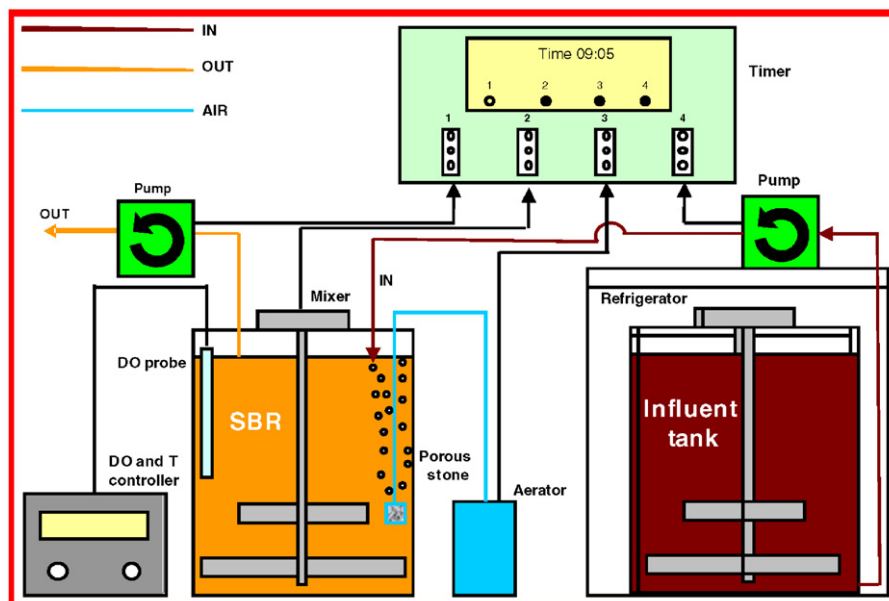 IN
OUT
AIR
Time 09:05
1 2 3 4
1 2 3 4
Timer
Pump
OUT
Pump
IN
Mixer
Refrigerator
DO probe
SBR
Influent
tank
DO and T
controller
Porous
stone
Aerator